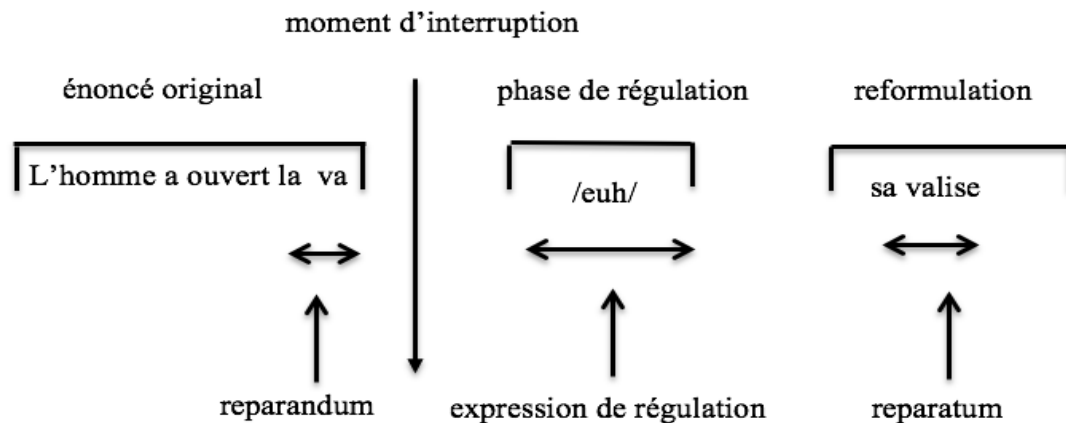 moment d’interruption
énoncé original phase de régulation reformulation
L’homme a ouvert la va /euh/ sa valise
reparandum expression de régulation reparatum